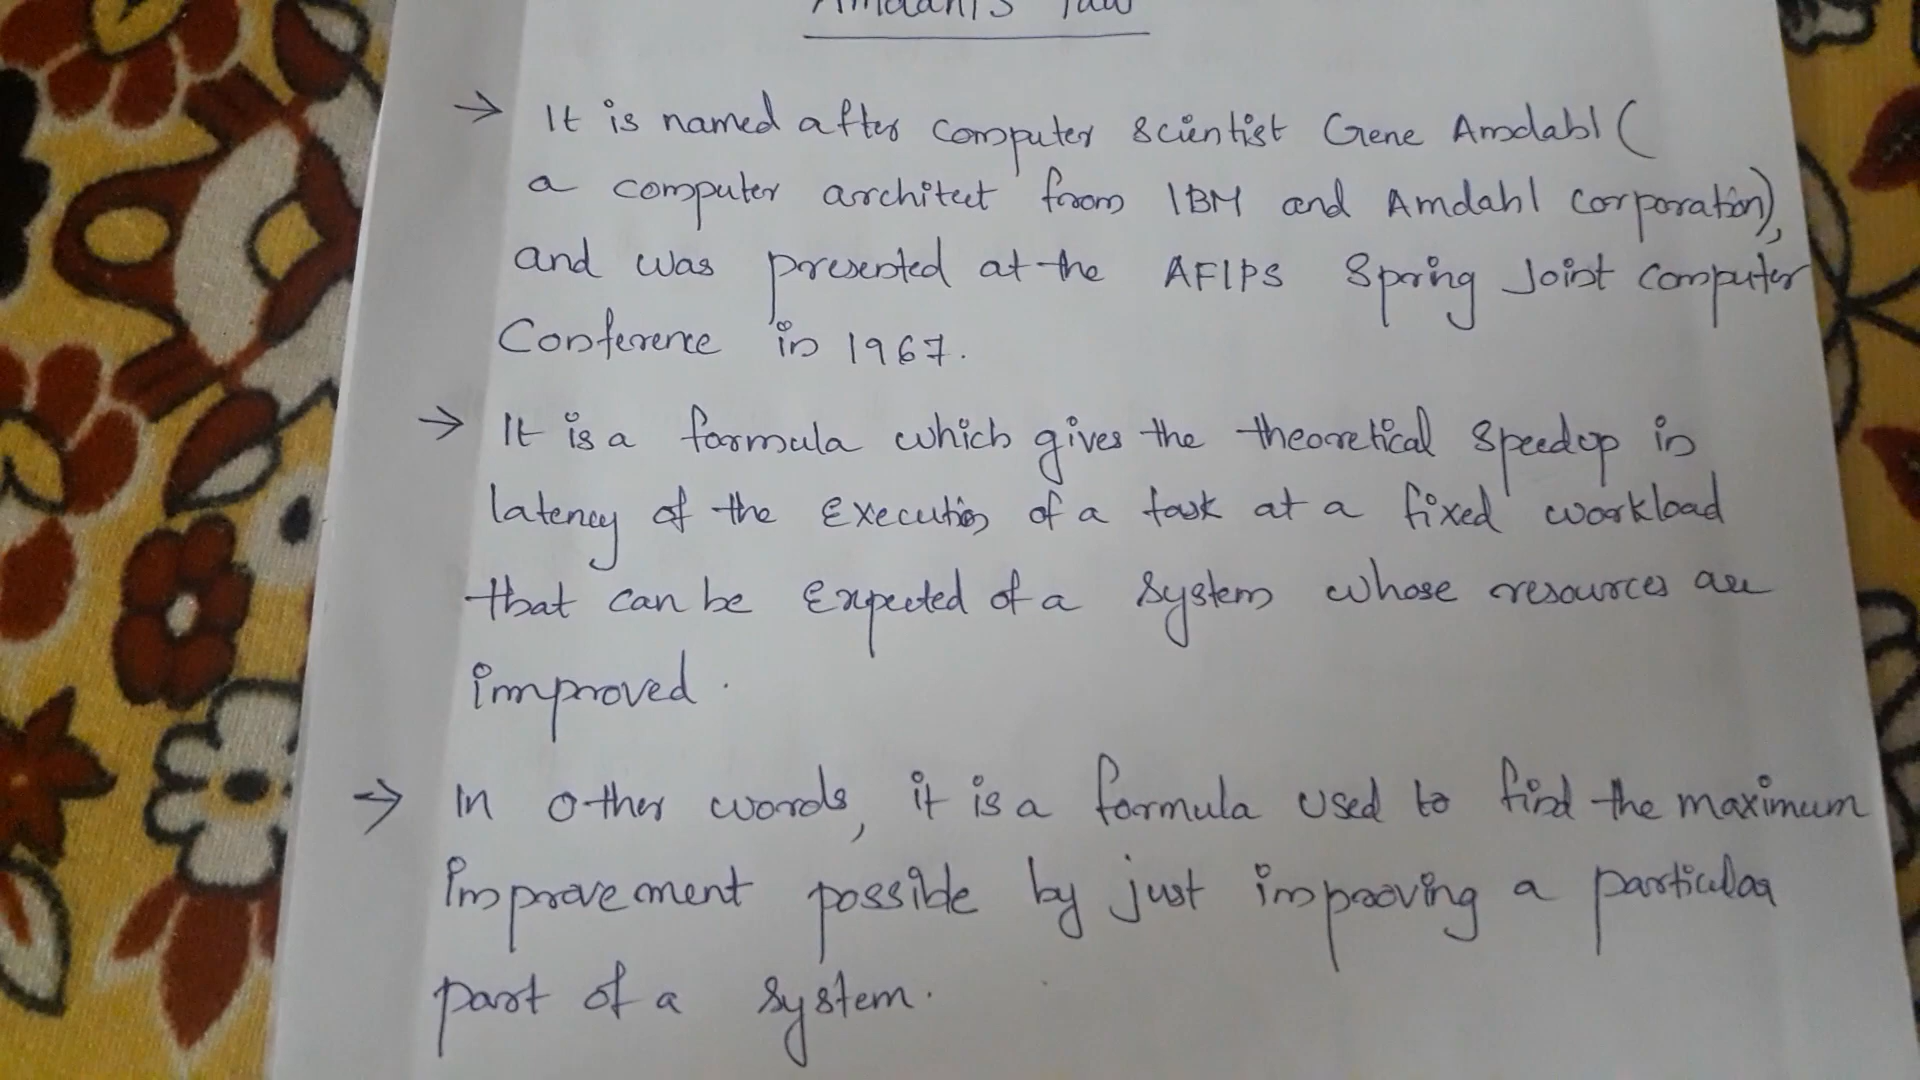 Amdahl's law
→ It is named after computer scientist Gene Amdahl (
a computer architect from IBM and Amdahl corporation),
and was presented at the AFIPS Spring Joint Computer
Conference in 1967.
→ It is a formula which gives the theoretical speedup in
latency of the execution of a task at a fixed workload
that can be expected of a system whose resources are
improved.
→ In other words, it is a formula used to find the maximum
improvement possible by just improving a particular
part of a system.